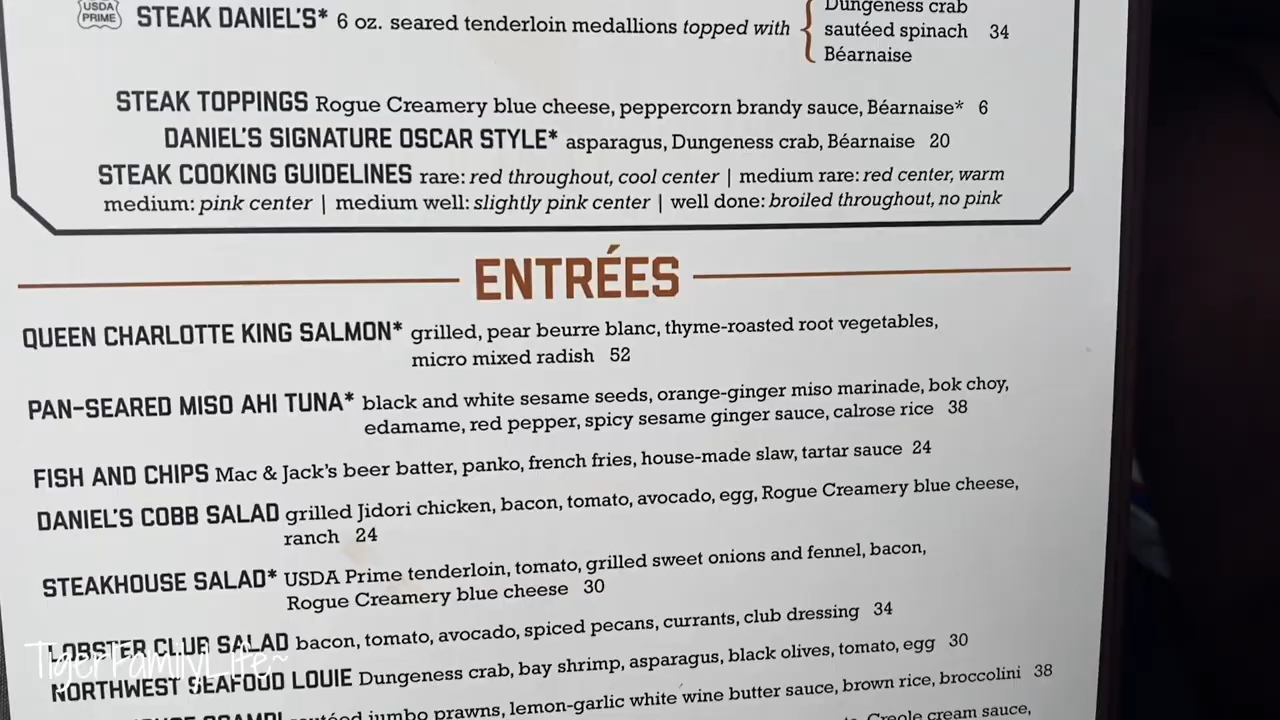 USDA
PRIME
STEAK DANIEL'S* 6 oz. seared tenderloin medallions topped with
Dungeness crab
sautéed spinach 34
Béarnaise
STEAK TOPPINGS Rogue Creamery blue cheese, peppercorn brandy sauce, Béarnaise* 6
DANIEL'S SIGNATURE OSCAR STYLE* asparagus, Dungeness crab, Béarnaise 20
STEAK COOKING GUIDELINES rare: red throughout, cool center | medium rare: red center, warm
medium: pink center | medium well: slightly pink center | well done: broiled throughout, no pink
ENTRÉES
QUEEN CHARLOTTE KING SALMON* grilled, pear beurre blanc, thyme-roasted root vegetables,
micro mixed radish 52
PAN-SEARED MISO AHI TUNA* black and white sesame seeds, orange-ginger miso marinade, bok choy,
edamame, red pepper, spicy sesame ginger sauce, calrose rice 38
FISH AND CHIPS Mac & Jack's beer batter, panko, french fries, house-made slaw, tartar sauce 24
DANIEL'S COBB SALAD grilled Jidori chicken, bacon, tomato, avocado, egg, Rogue Creamery blue cheese,
ranch 24
STEAKHOUSE SALAD* USDA Prime tenderloin, tomato, grilled sweet onions and fennel, bacon,
Rogue Creamery blue cheese 30
LOBSTER CLUB SALAD bacon, tomato, avocado, spiced pecans, currants, club dressing 34
TigerFamilyLife~
NORTHWEST SEAFOOD LOUIE Dungeness crab, bay shrimp, asparagus, black olives, tomato, egg 30
SCAMPI sautéed jumbo prawns, lemon-garlic white wine butter sauce, brown rice, broccolini 38
Creole cream sauce,